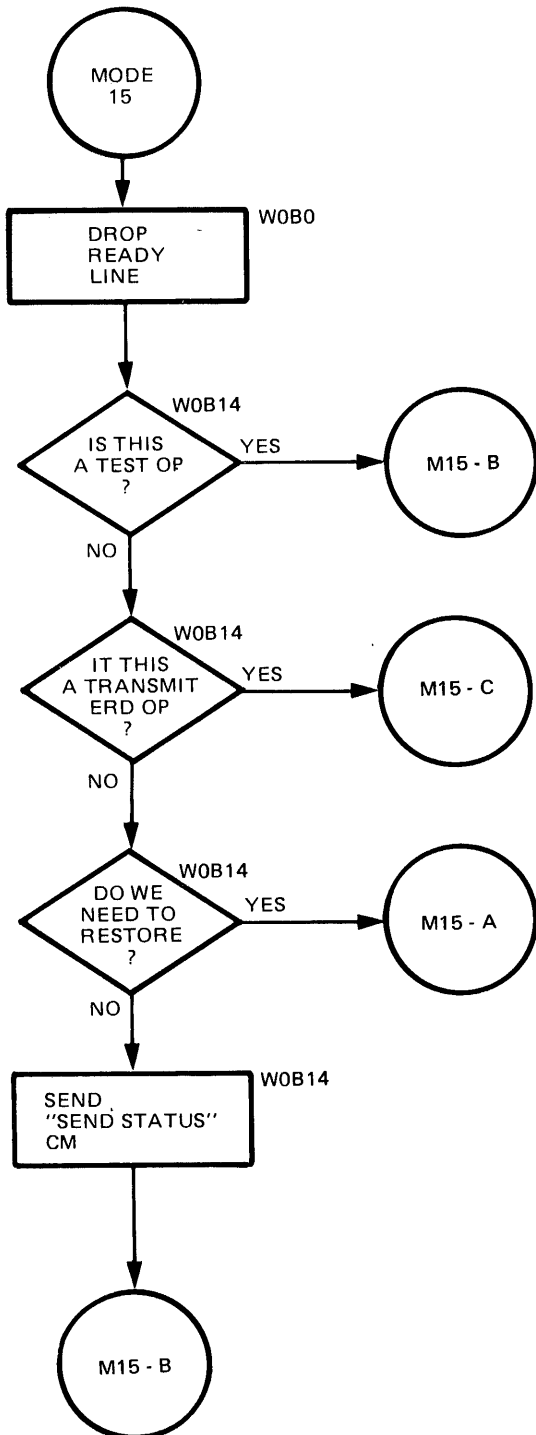 MODE
15
W0B0
DROP
READY
LINE
W0B14
IS THIS
A TEST OP
?
YES
M15 - B
NO
W0B14
IT THIS
A TRANSMIT
ERD OP
?
YES
M15 - C
NO
W0B14
DO WE
NEED TO
RESTORE
?
YES
M15 - A
NO
W0B14
SEND
"SEND STATUS"
CM
M15 - B